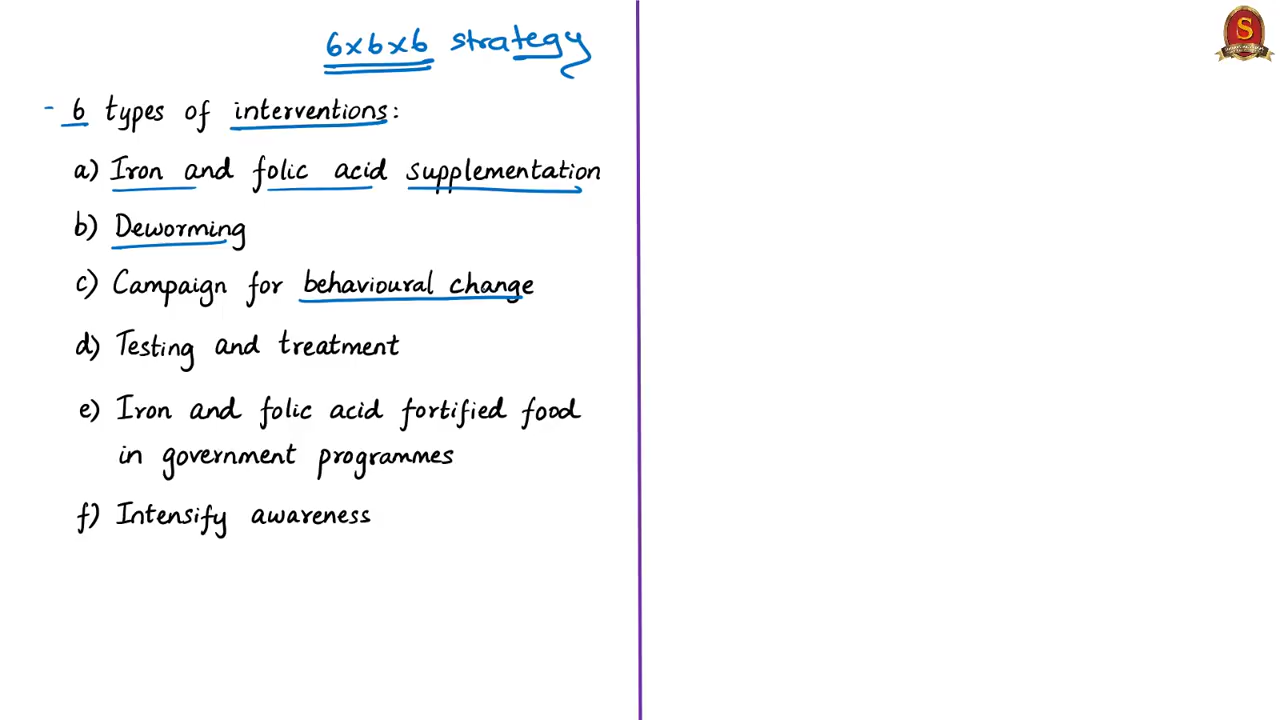 6x6x6 strategy
- 6 types of interventions:
a) Iron and folic acid supplementation
b) Deworming
c) Campaign for behavioural change
d) Testing and treatment
e) Iron and folic acid fortified food
in government programmes
f) Intensify awareness
S